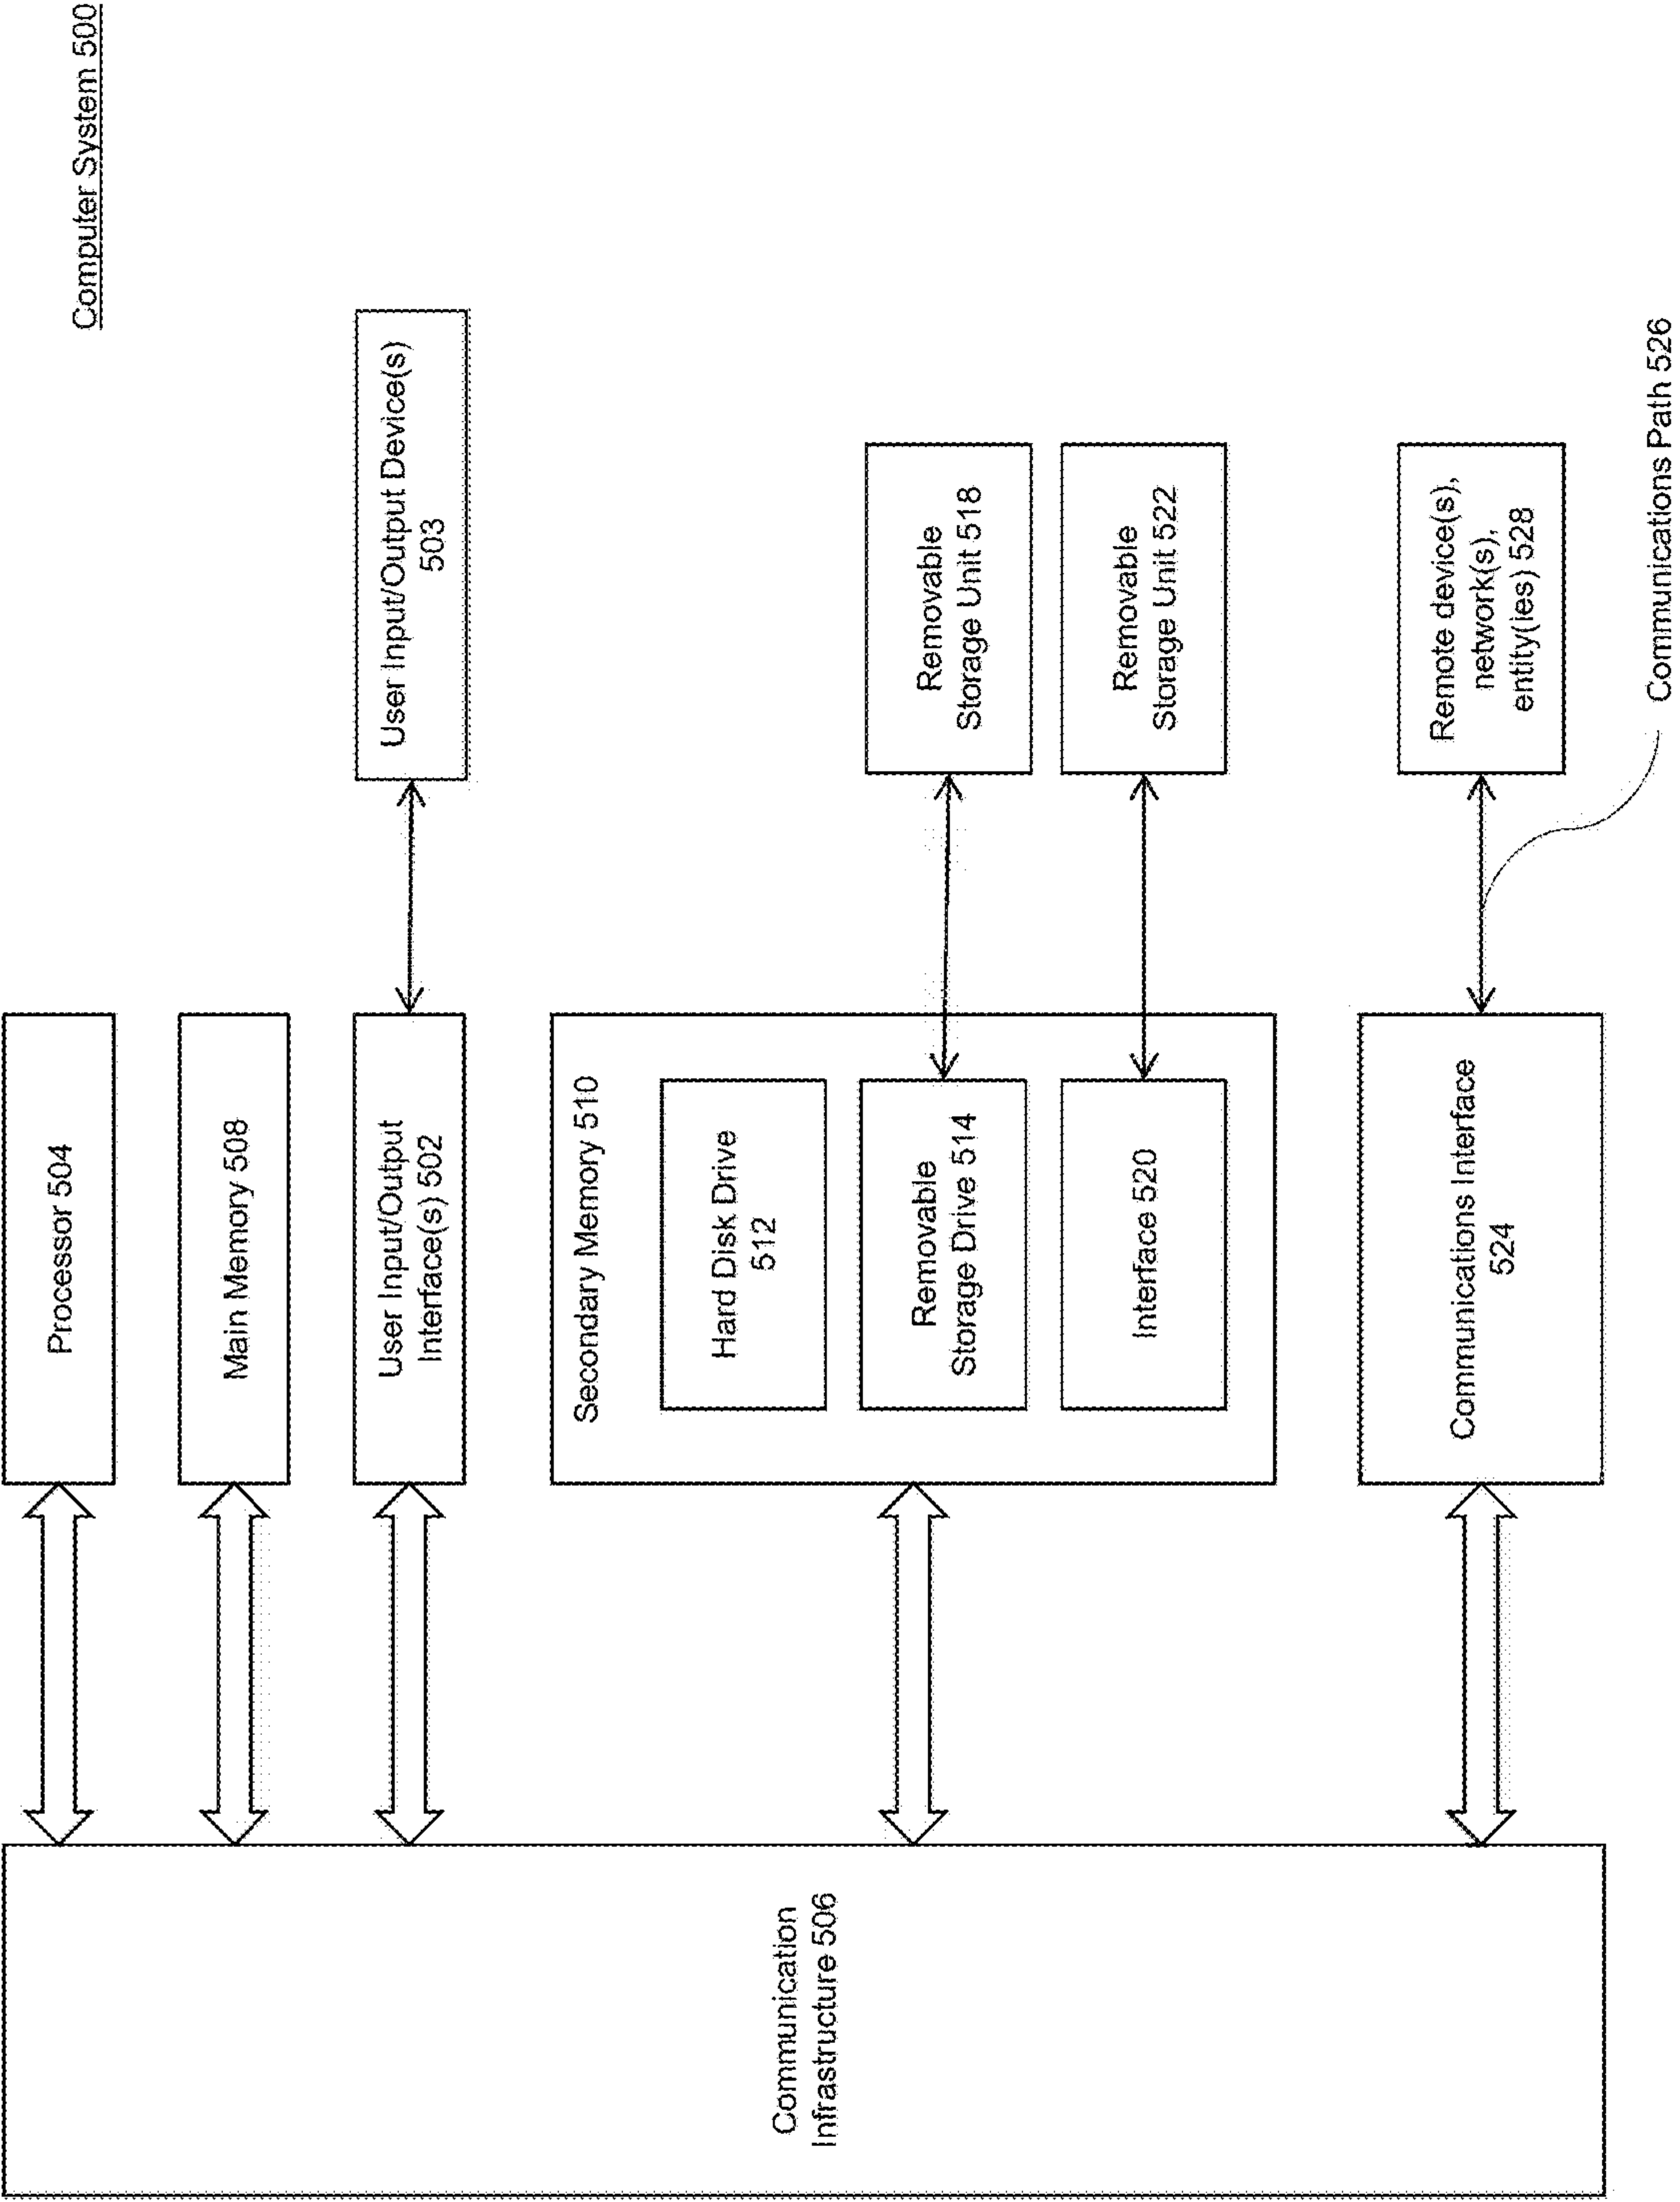 Computer System 500
Processor 504
Main Memory 508
User Input/Output
Interface(s) 502
User Input/Output Device(s)
503
Communication
Infrastructure 506
Secondary Memory 510
Hard Disk Drive
512
Removable
Storage Drive 514
Removable
Storage Unit 518
Interface 520
Removable
Storage Unit 522
Communications Interface
524
Remote device(s),
network(s),
entity(ies) 528
Communications Path 526